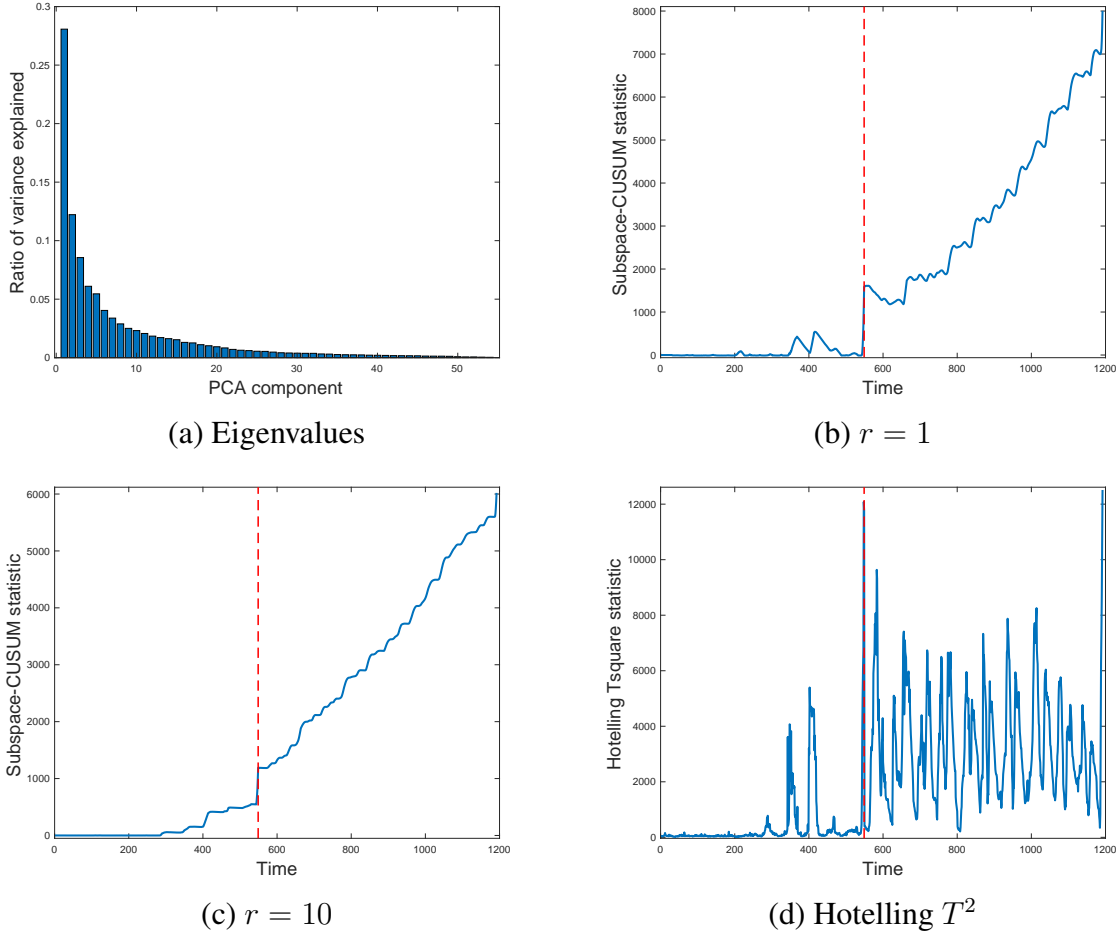 0.3
0.25
0.2
0.15
0.1
0.05
0
0 10 20 30 40 50
Ratio of variance explained
PCA component
(a) Eigenvalues
8000
7000
6000
5000
4000
3000
2000
1000
0
0 200 400 600 800 1000 1200
Subspace-CUSUM statistic
Time
(b) r = 1
6000
5000
4000
3000
2000
1000
0
0 200 400 600 800 1000 1200
Subspace-CUSUM statistic
Time
(c) r = 10
12000
10000
8000
6000
4000
2000
0
0 200 400 600 800 1000 1200
Hotelling Tsquare statistic
Time
(d) Hotelling T²